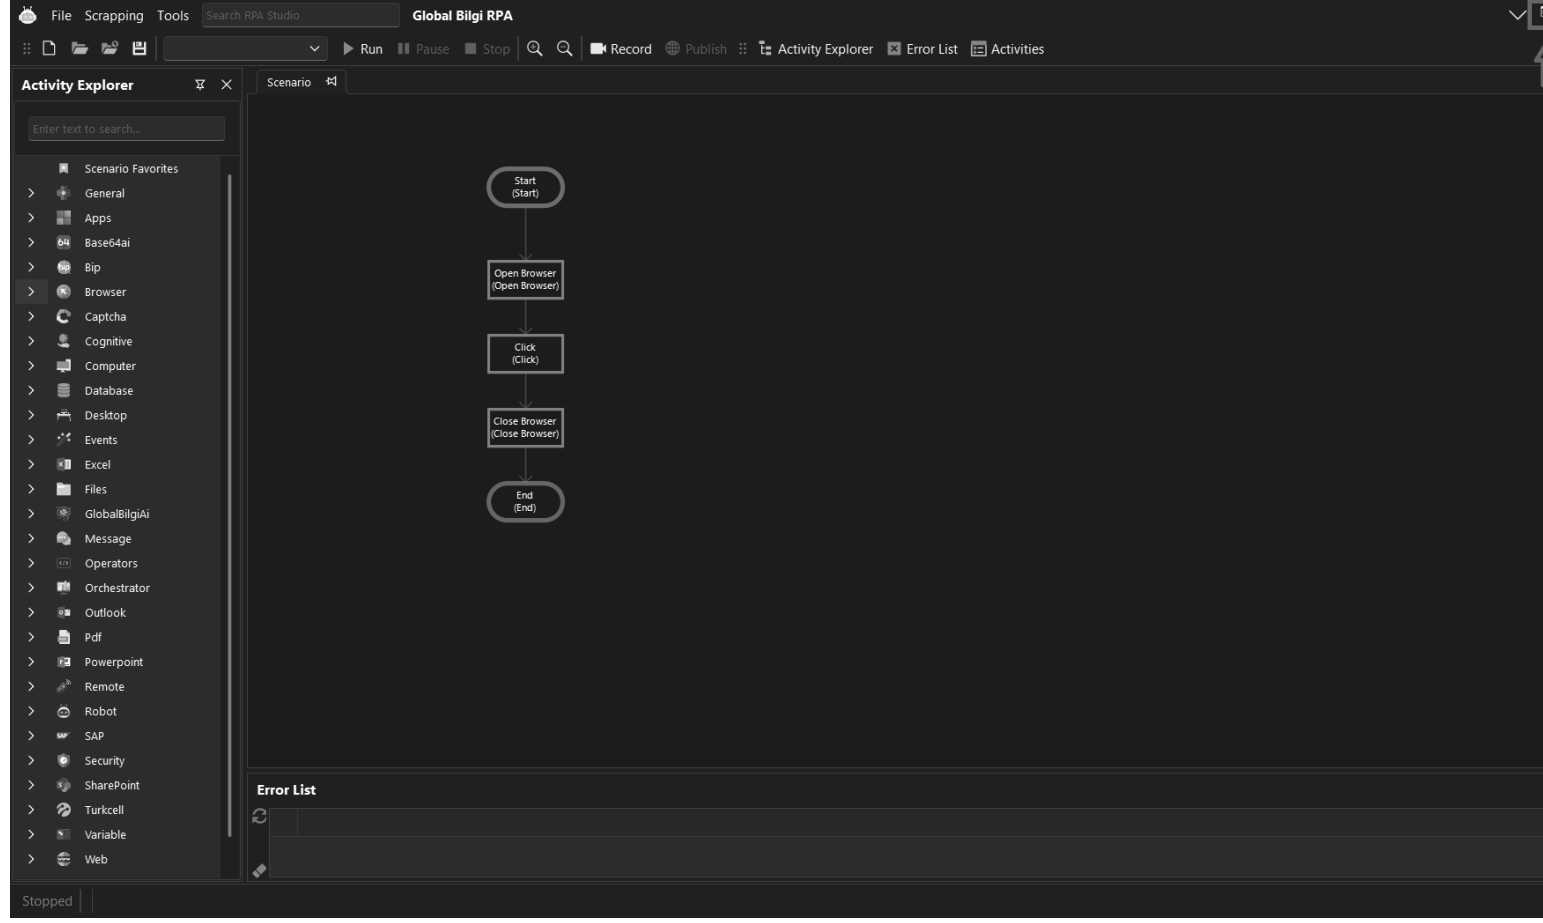 File Scrapping Tools Search RPA Studio Global Bilgi RPA
Run Pause Stop Record Publish Activity Explorer Error List Activities
Activity Explorer
Scenario
Enter text to search...
Scenario Favorites
General
Apps
64 Base64ai
Bip
Browser
Captcha
Cognitive
Computer
Database
Desktop
Events
Excel
Files
GlobalBilgiAi
Message
Operators
Orchestrator
Outlook
Pdf
Powerpoint
Remote
Robot
SAP SAP
Security
SharePoint
Turkcell
Variable
Web
Start
(Start)
Open Browser
(Open Browser)
Click
(Click)
Close Browser
(Close Browser)
End
(End)
Error List
Stopped